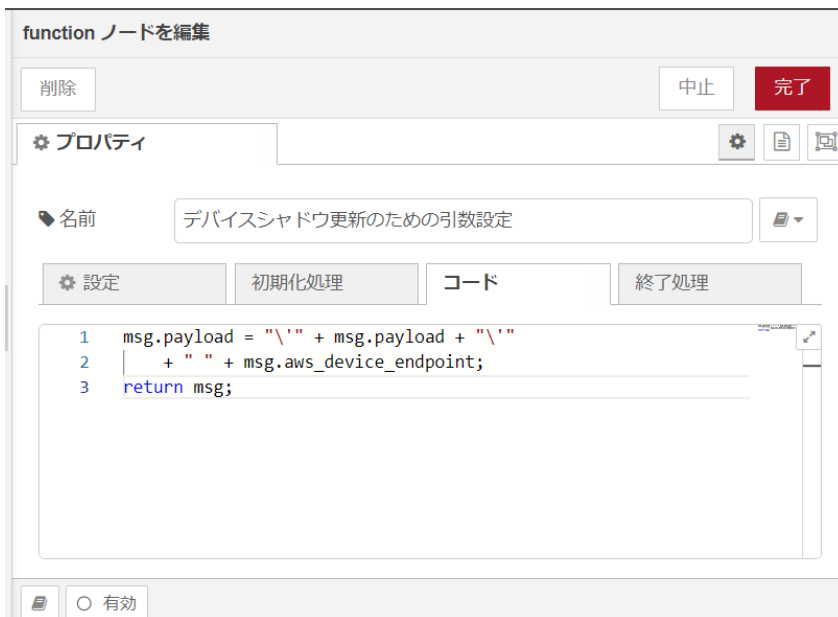 function ノードを編集
削除
中止
完了
プロパティ
名前
デバイスシャドウ更新のための引数設定
設定
初期化処理
コード
終了処理
1 msg.payload = "\'" + msg.payload + "\'"
2 + " " + msg.aws_device_endpoint;
3 return msg;
有効